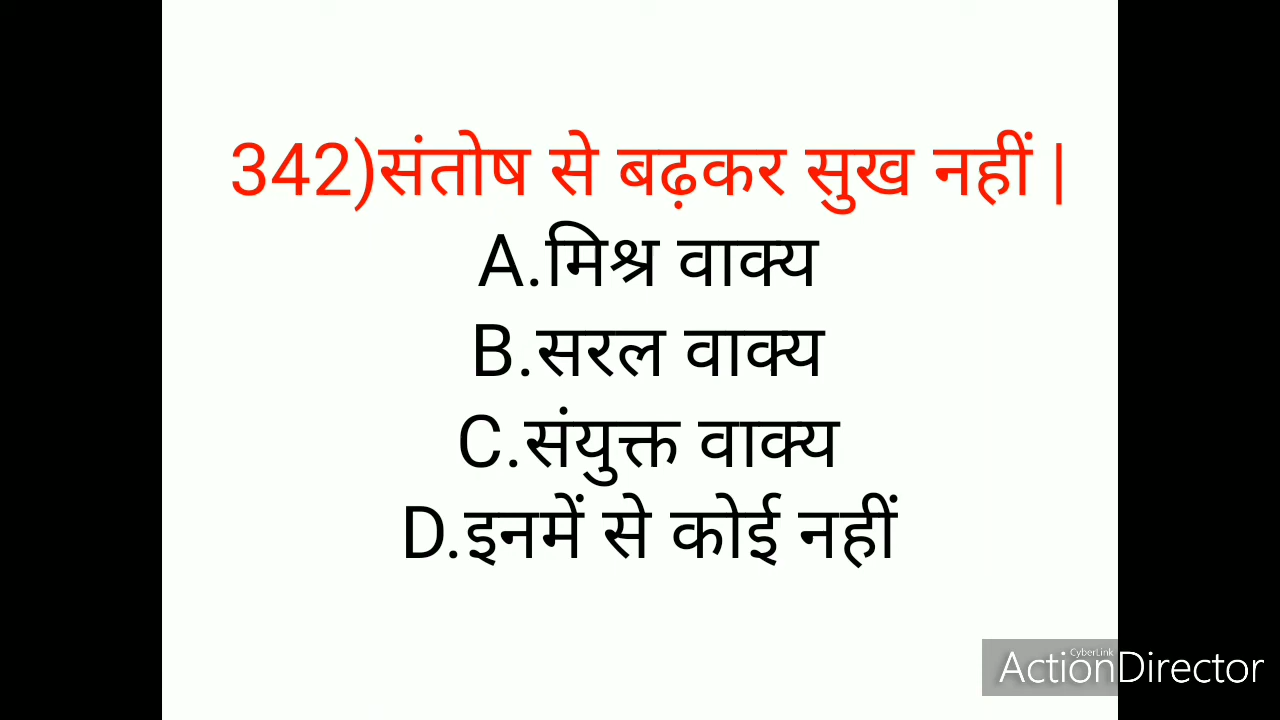 342)संतोष से बढ़कर सुख नहीं |
A.मिश्र वाक्य
B.सरल वाक्य
C.संयुक्त वाक्य
D.इनमें से कोई नहीं
CyberLink
ActionDirector